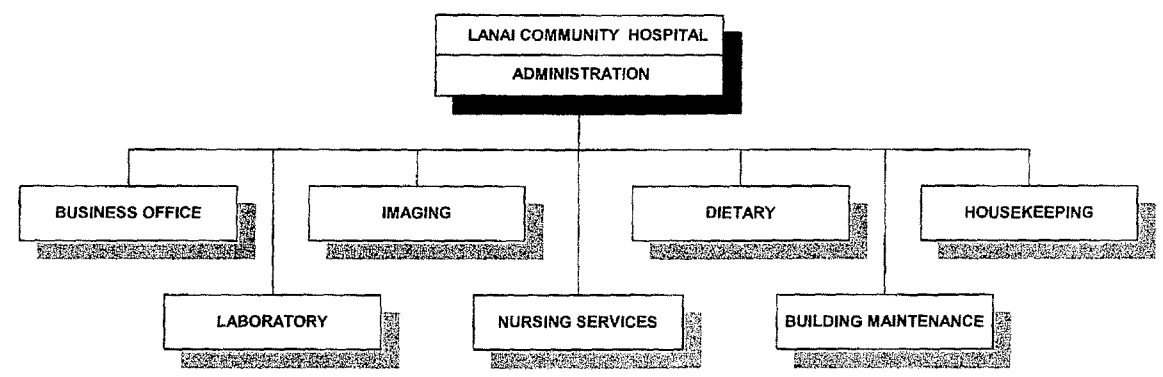 LANAI COMMUNITY HOSPITAL
ADMINISTRATION
BUSINESS OFFICE
IMAGING
DIETARY
HOUSEKEEPING
LABORATORY
NURSING SERVICES
BUILDING MAINTENANCE